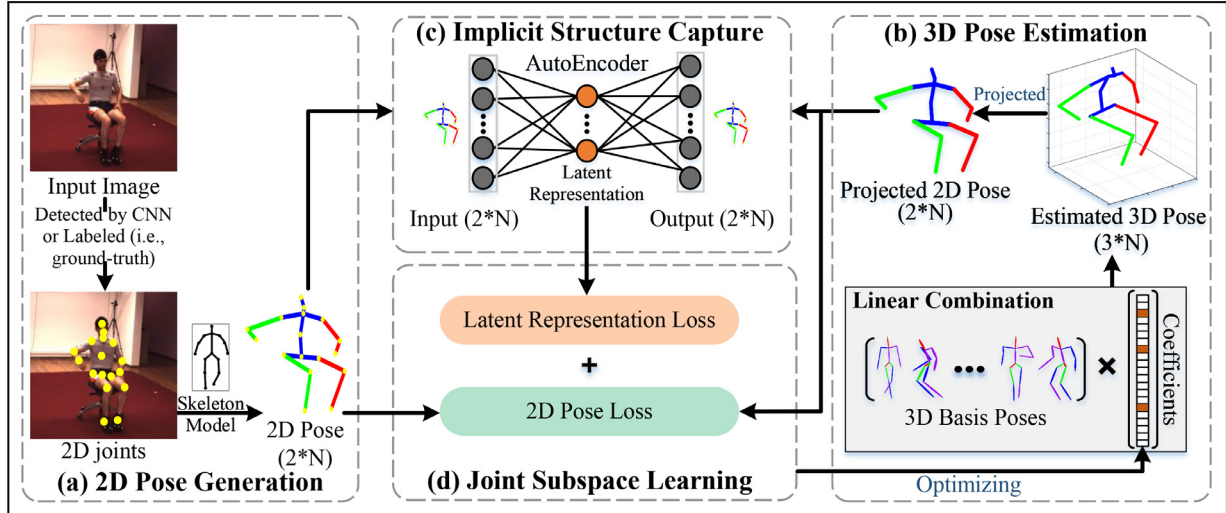 Input Image
Detected by CNN
or Labeled (i.e.,
ground-truth)
2D joints
Skeleton
Model
2D Pose
(2*N)
(a) 2D Pose Generation
(c) Implicit Structure Capture
AutoEncoder
Latent
Representation
Input (2*N)
Output (2*N)
Latent Representation Loss
+
2D Pose Loss
(d) Joint Subspace Learning
(b) 3D Pose Estimation
Projected
Projected 2D Pose
(2*N)
Estimated 3D Pose
(3*N)
Linear Combination
3D Basis Poses
×
Coefficients
Optimizing